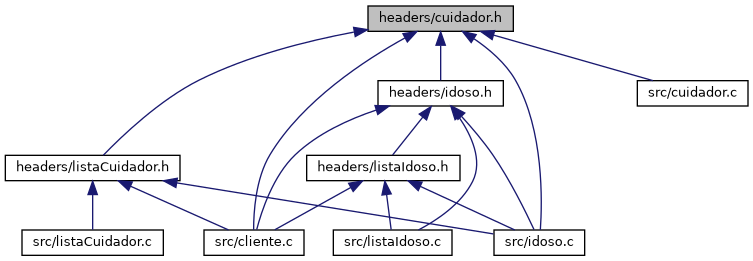 headers/cuidador.h
headers/idoso.h
src/cuidador.c
headers/listaCuidador.h
headers/listaIdoso.h
src/listaCuidador.c
src/cliente.c
src/listaIdoso.c
src/idoso.c